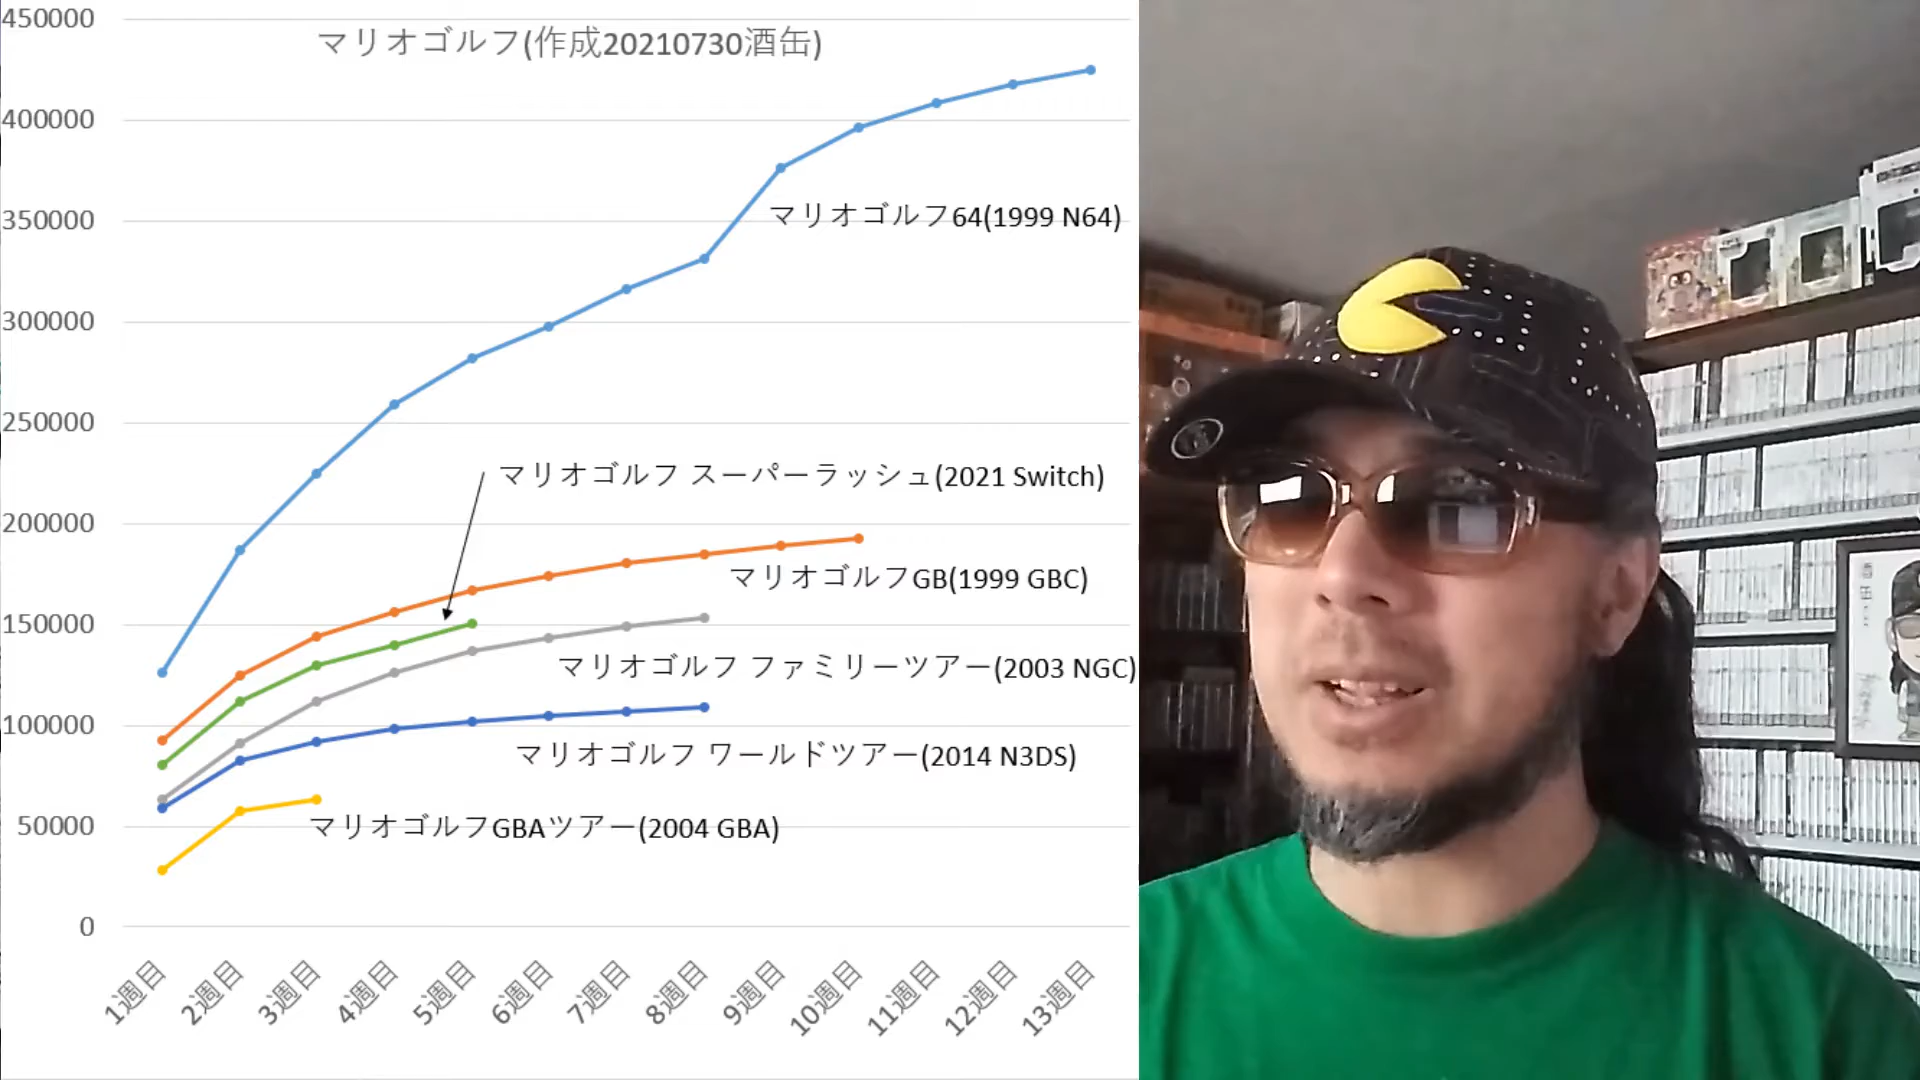 マリオゴルフ(作成20210730酒缶)
450000
400000
350000
300000
250000
200000
150000
100000
50000
0
マリオゴルフ64(1999 N64)
マリオゴルフ スーパーラッシュ(2021 Switch)
マリオゴルフGB(1999 GBC)
マリオゴルフ ファミリーツアー(2003 NGC)
マリオゴルフ ワールドツアー(2014 N3DS)
マリオゴルフGBAツアー(2004 GBA)
1週目
2週目
3週目
4週目
5週目
6週目
7週目
8週目
9週目
10週目
11週目
12週目
13週目